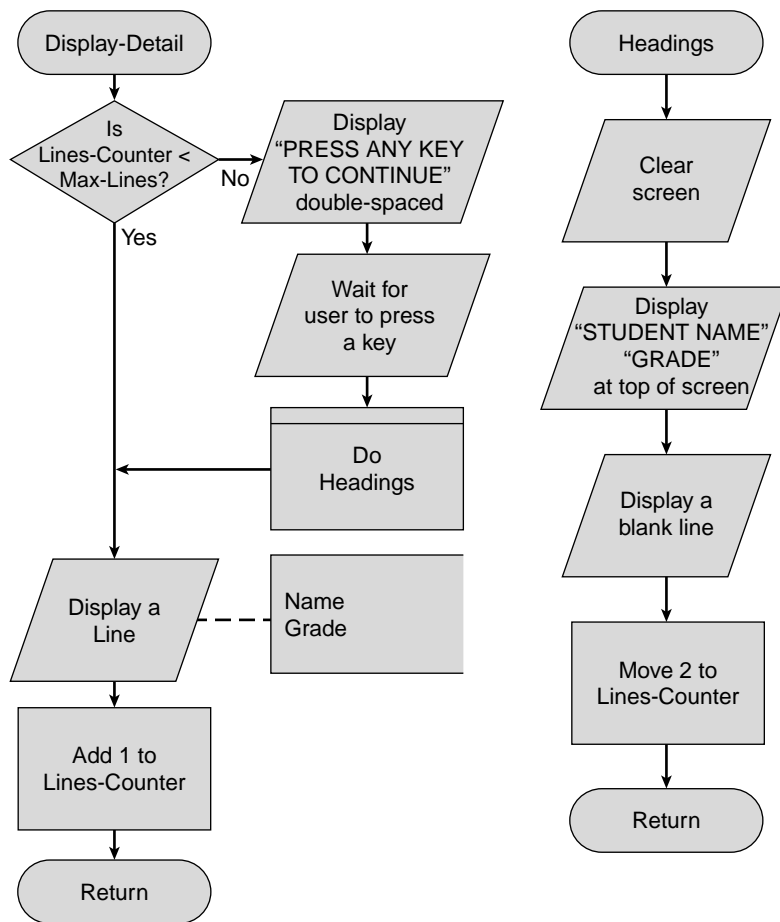 Display-Detail
Is
Lines-Counter <
Max-Lines?
No
Yes
Display
“PRESS ANY KEY
TO CONTINUE”
double-spaced
Wait for
user to press
a key
Do
Headings
Display a
Line
Name
Grade
Add 1 to
Lines-Counter
Return
Headings
Clear
screen
Display
“STUDENT NAME”
“GRADE”
at top of screen
Display a
blank line
Move 2 to
Lines-Counter
Return